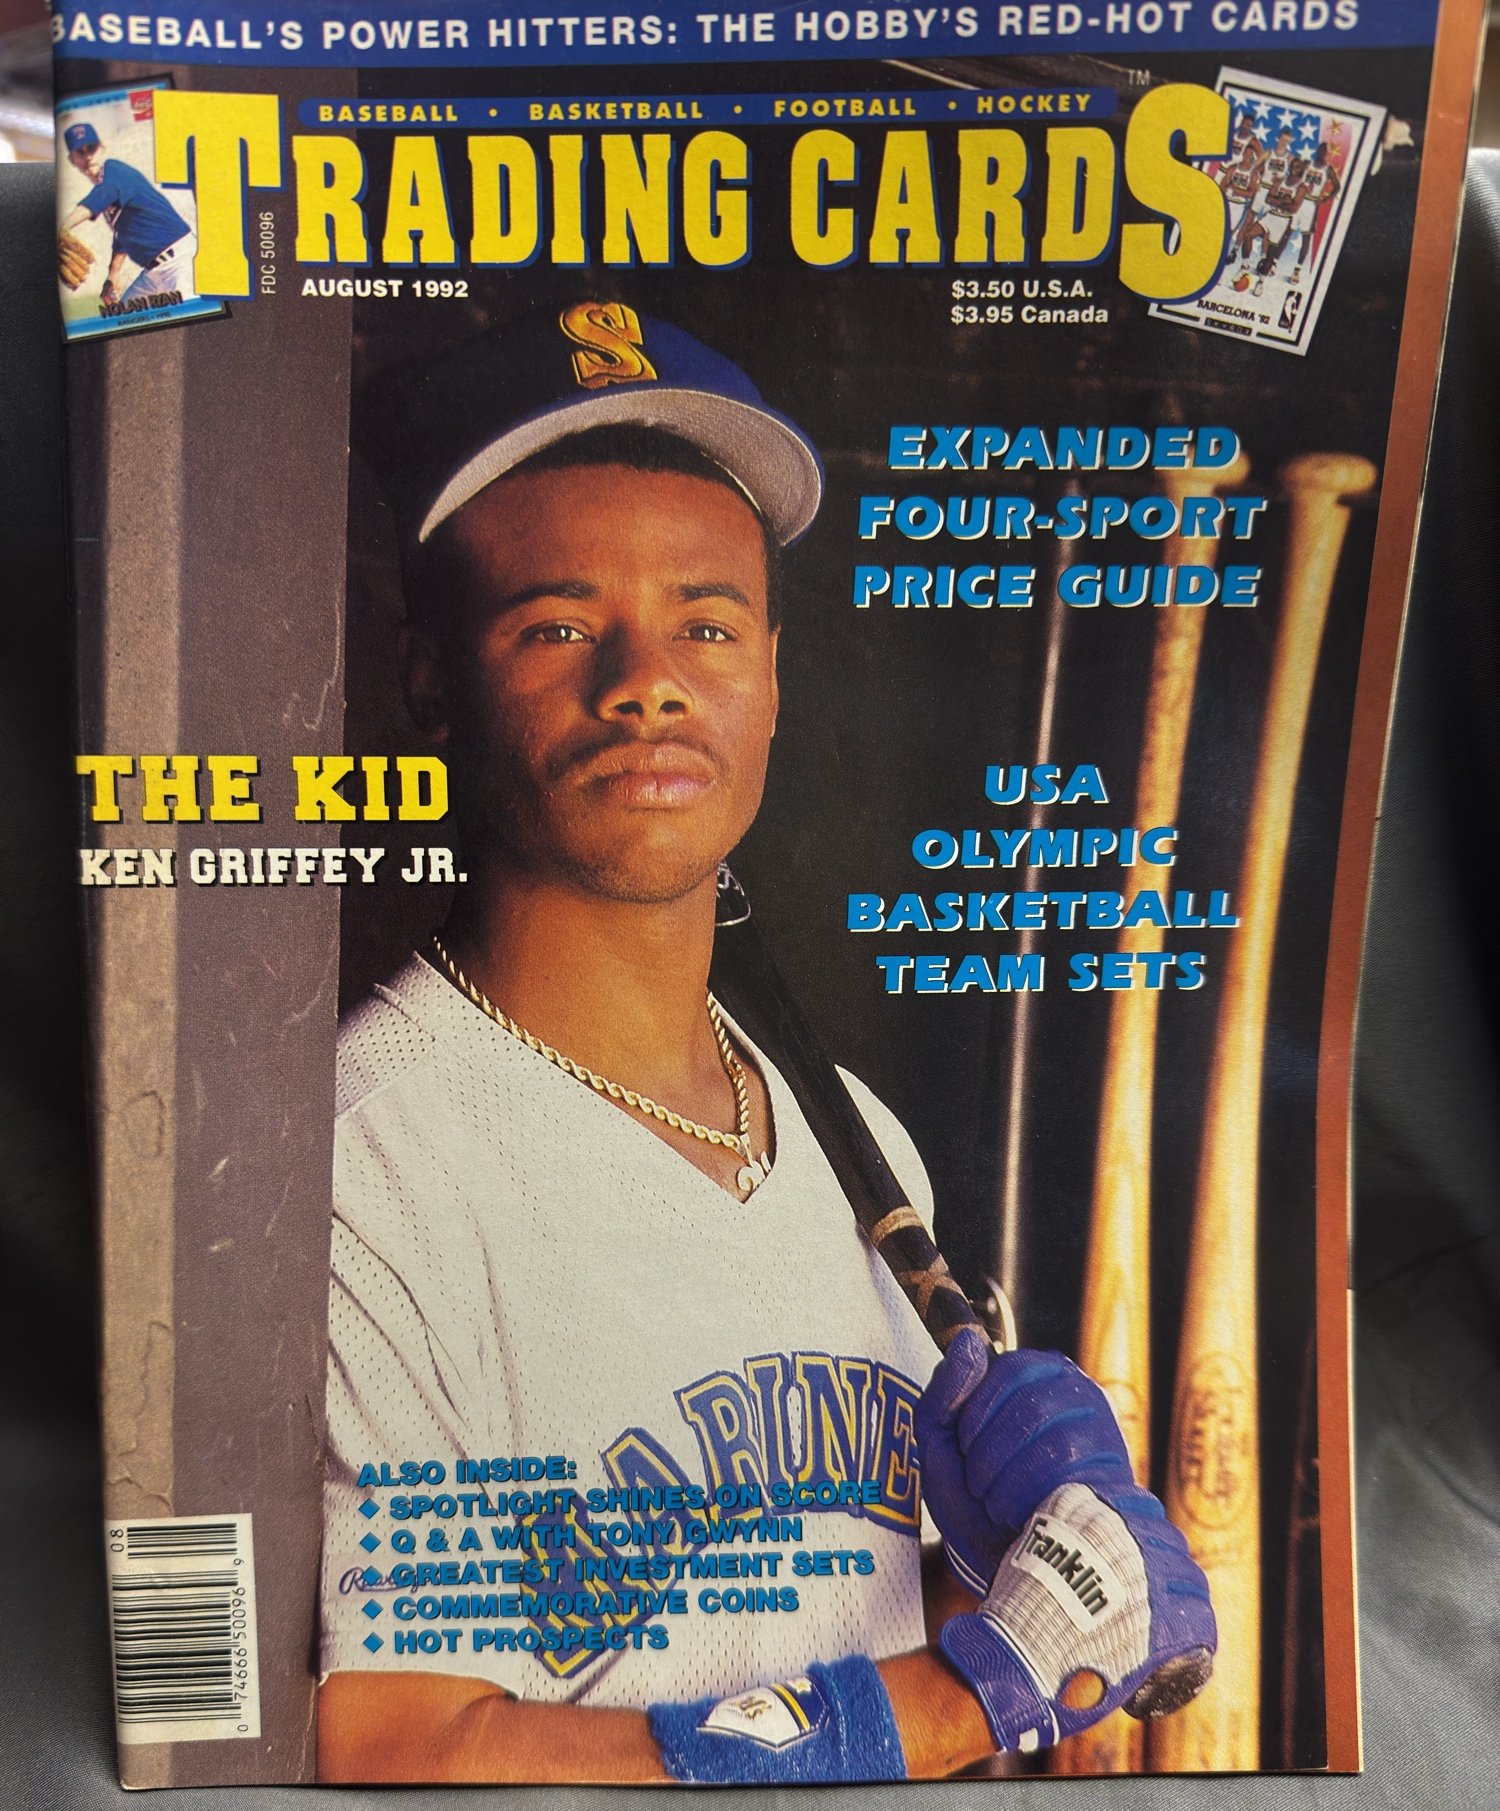 BASEBALL'S POWER HITTERS: THE HOBBY'S RED-HOT CARDS
BASEBALL • BASKETBALL • FOOTBALL • HOCKEY
TM
TRADING CARDS
FDC 50096
AUGUST 1992
$3.50 U.S.A.
$3.95 Canada
NOLAN RYAN
BARCELONA '92
NBA
S
EXPANDED
FOUR-SPORT
PRICE GUIDE
THE KID
KEN GRIFFEY JR.
USA
OLYMPIC
BASKETBALL
TEAM SETS
MARINE
ALSO INSIDE:
◆ SPOTLIGHT SHINES ON SCORE
◆ Q & A WITH TONY GWYNN
◆ GREATEST INVESTMENT SETS
◆ COMMEMORATIVE COINS
◆ HOT PROSPECTS
Franklin
08
0 74666 50096 9